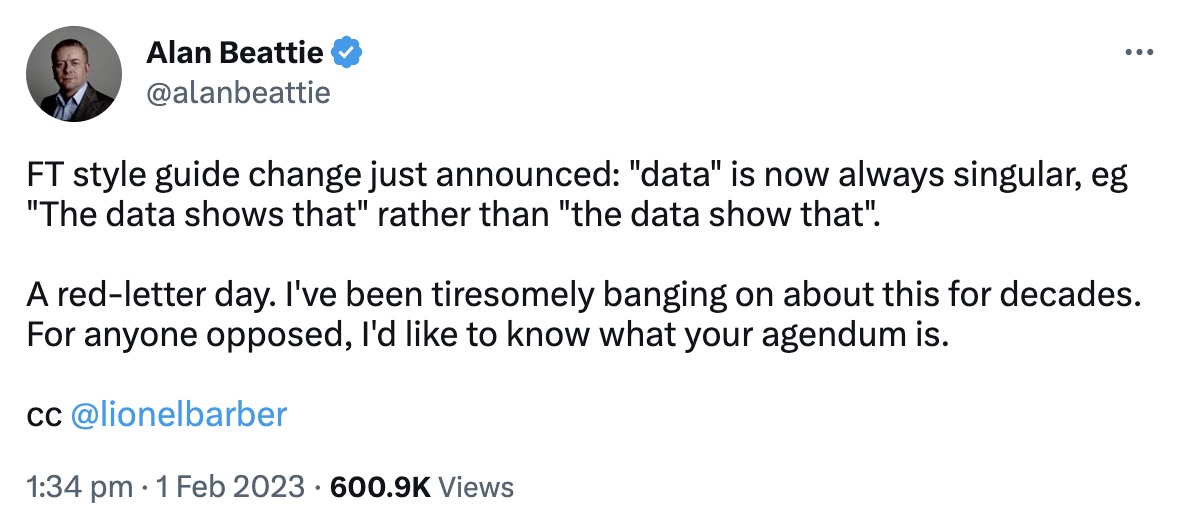 Alan Beattie
@alanbeattie
FT style guide change just announced: "data" is now always singular, eg
"The data shows that" rather than "the data show that".
A red-letter day. I've been tiresomely banging on about this for decades.
For anyone opposed, I'd like to know what your agendum is.
cc @lionelbarber
1:34 pm · 1 Feb 2023 · 600.9K Views